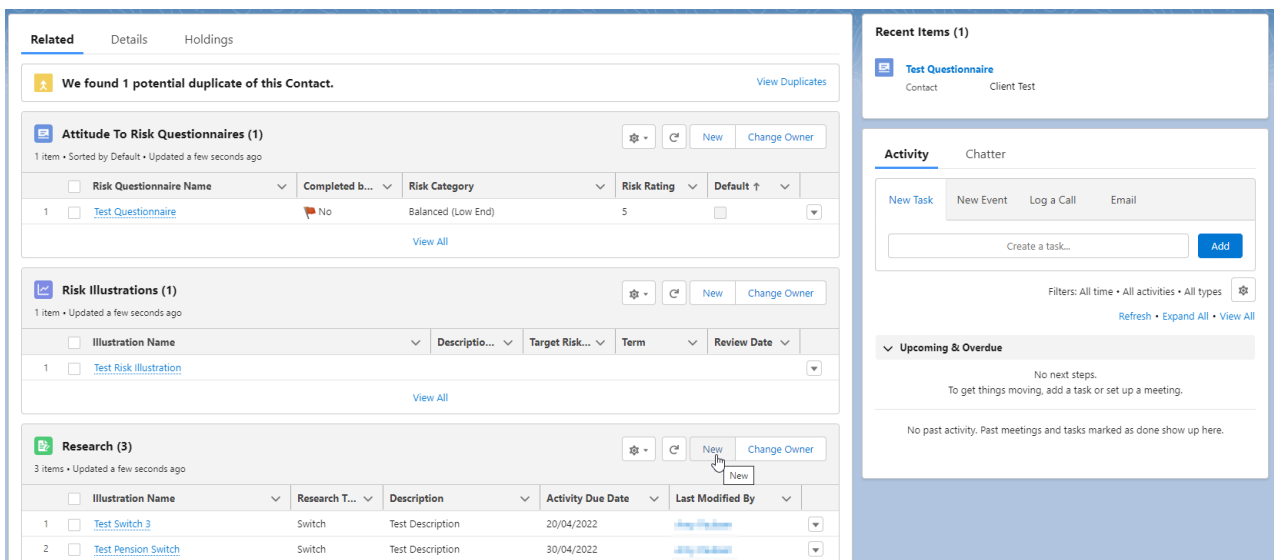 Related Details Holdings
We found 1 potential duplicate of this Contact. View Duplicates
Attitude To Risk Questionnaires (1) New Change Owner
1 item • Sorted by Default • Updated a few seconds ago
Risk Questionnaire Name Completed b... Risk Category Risk Rating Default ↑
1 Test Questionnaire No Balanced (Low End) 5
View All
Risk Illustrations (1) New Change Owner
1 item • Updated a few seconds ago
Illustration Name Descriptio... Target Risk... Term Review Date
1 Test Risk Illustration
View All
Research (3) New Change Owner
3 items • Updated a few seconds ago
New
Illustration Name Research T... Description Activity Due Date Last Modified By
1 Test Switch 3 Switch Test Description 20/04/2022
2 Test Pension Switch Switch Test Description 30/04/2022
Recent Items (1)
Test Questionnaire
Contact Client Test
Activity Chatter
New Task New Event Log a Call Email
Create a task... Add
Filters: All time • All activities • All types
Refresh • Expand All • View All
Upcoming & Overdue
No next steps.
To get things moving, add a task or set up a meeting.
No past activity. Past meetings and tasks marked as done show up here.